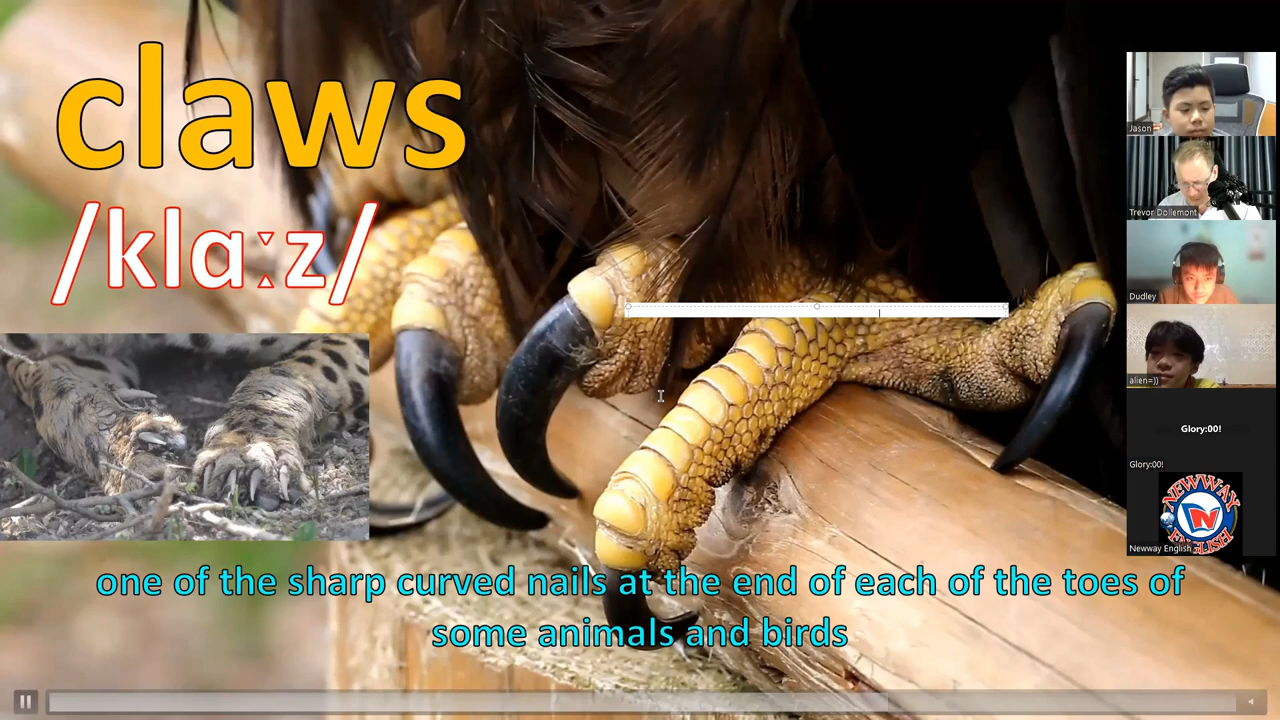 claws
/klɑːz/
one of the sharp curved nails at the end of each of the toes of
some animals and birds
Jason
Trevor Dollemont
Dudley
alien=))
Glory:00!
Glory:00!
NEWWAY
N
ENGLISH
Newway English